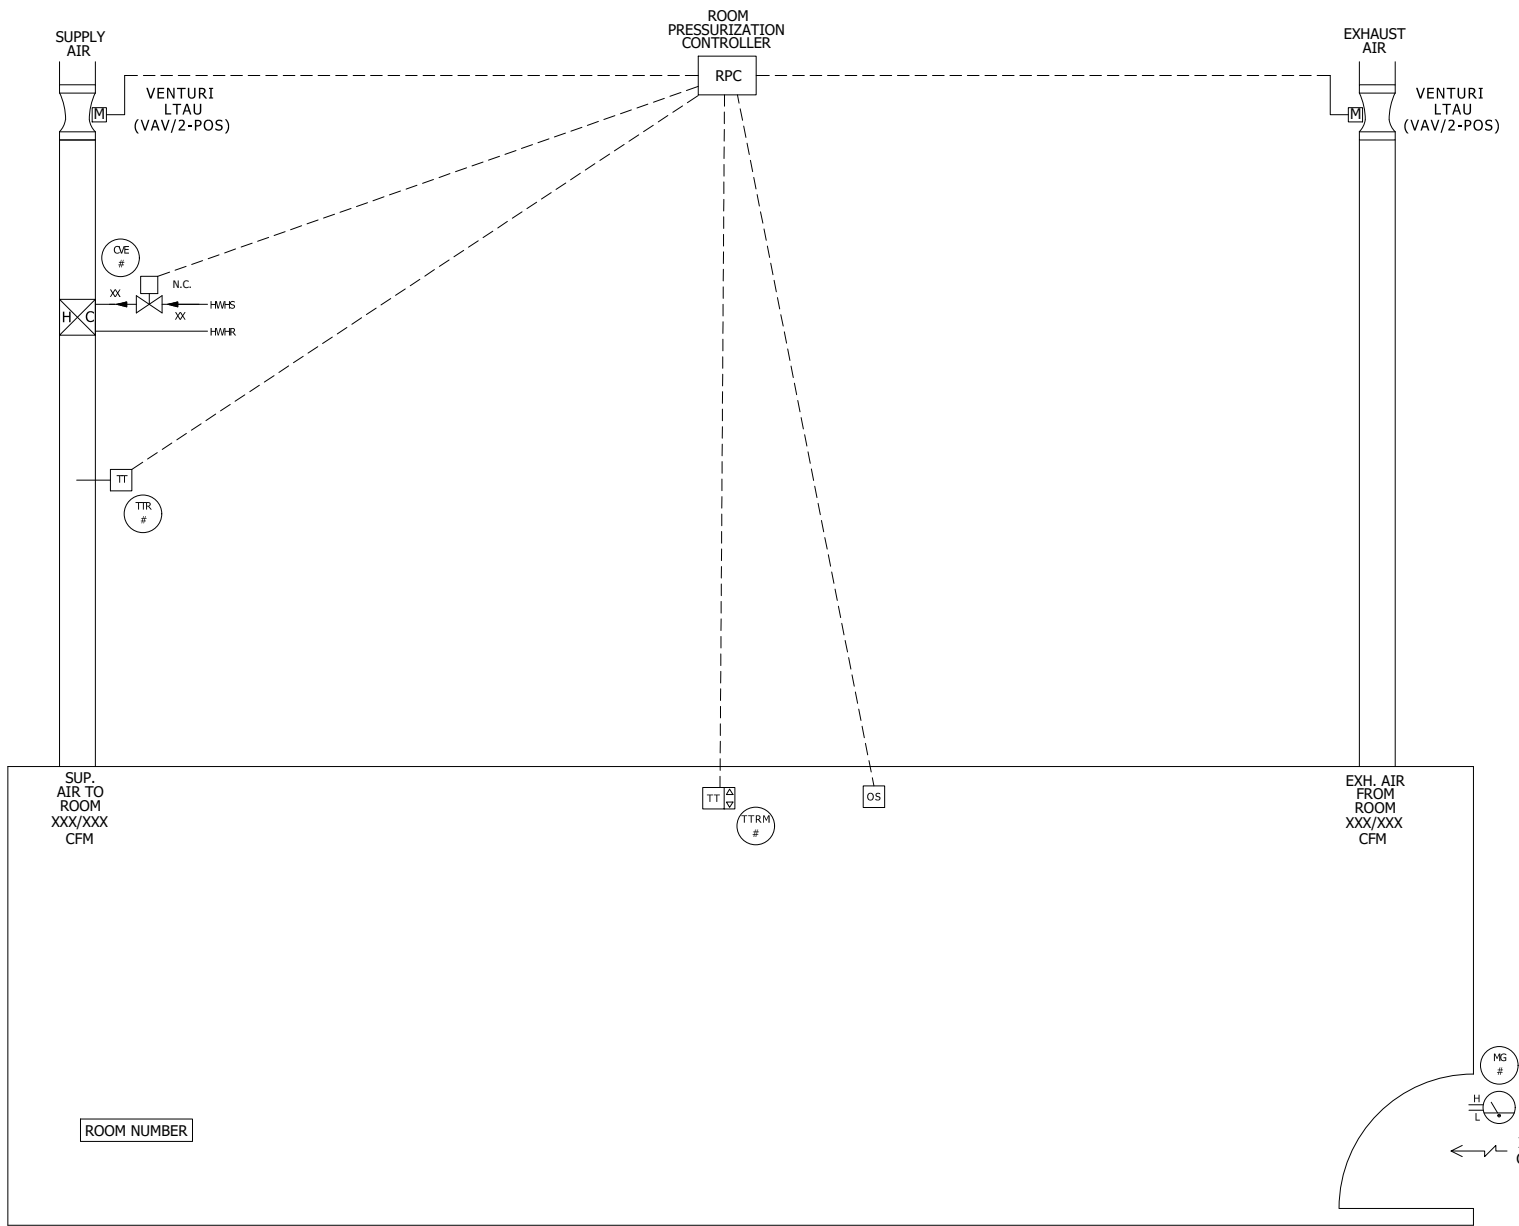 ROOM
PRESSURIZATION
CONTROLLER
RPC
SUPPLY
AIR
M
VENTURI
LTAU
(VAV/2-POS)
EXHAUST
AIR
M
VENTURI
LTAU
(VAV/2-POS)
CVE
#
N.C.
XX
HWHS
XX
H C
HWHR
TT
TTR
#
SUP.
AIR TO
ROOM
XXX/XXX
CFM
TT
TTRM
#
OS
EXH. AIR
FROM
ROOM
XXX/XXX
CFM
MG
#
H
L
ROOM NUMBER